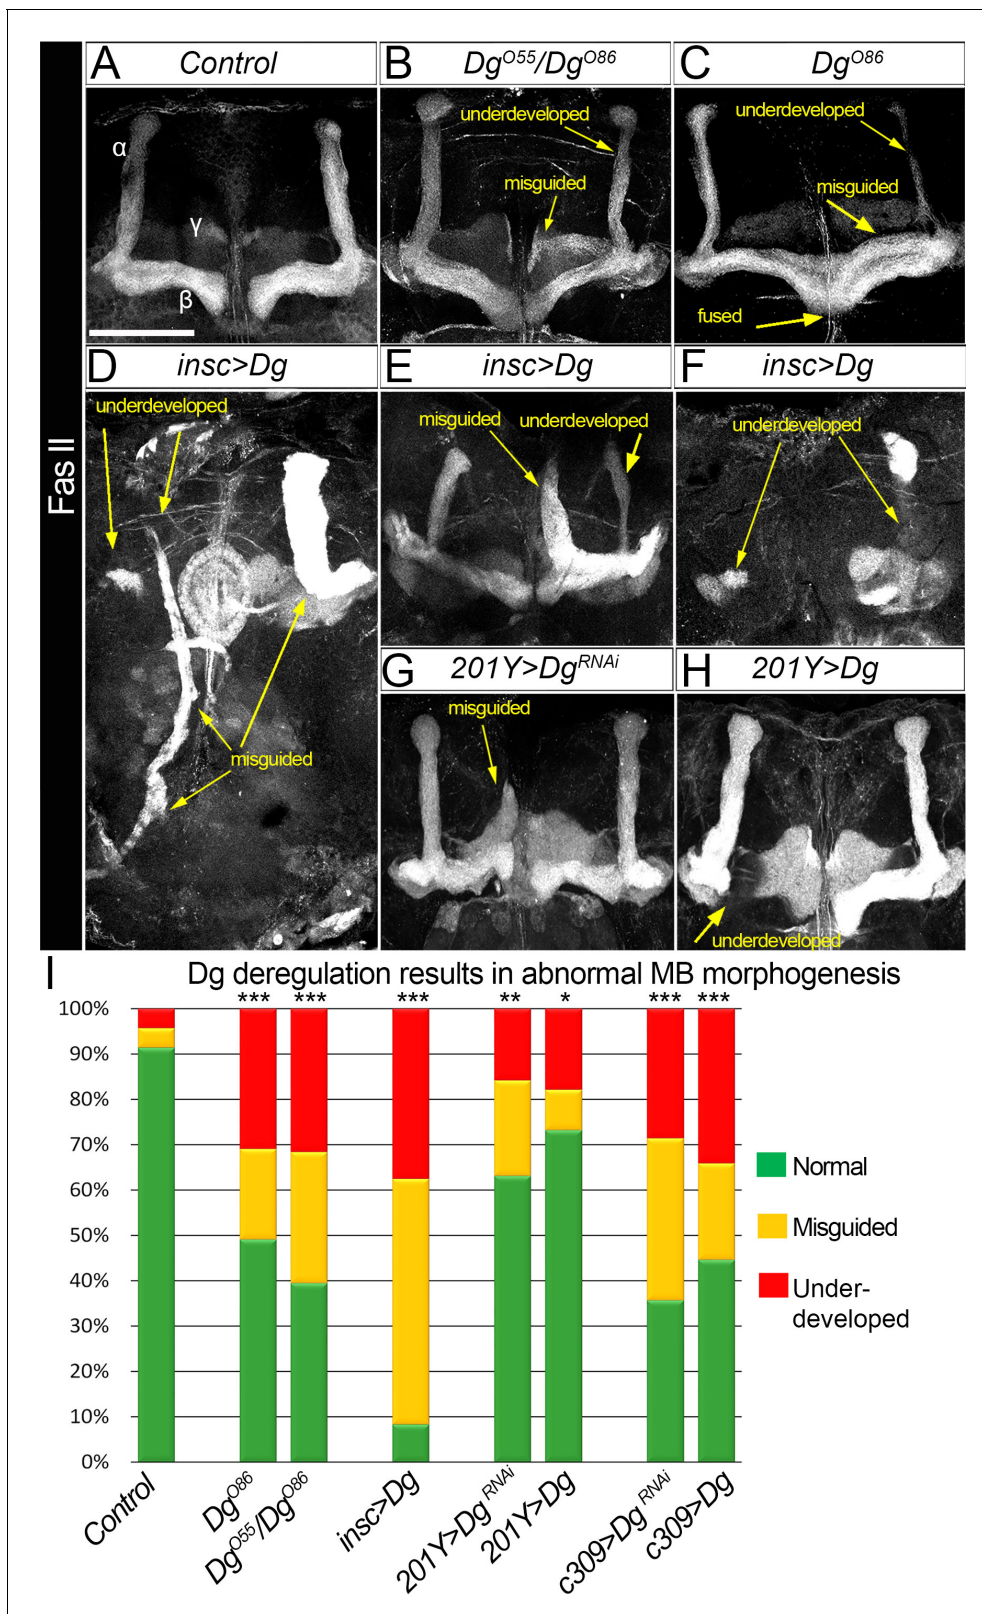 Fas II
A Control
B Dg^O55/Dg^O86
C Dg^O86
α
γ
β
underdeveloped
misguided
underdeveloped
misguided
fused
D insc>Dg
E insc>Dg
F insc>Dg
underdeveloped
misguided
misguided
underdeveloped
underdeveloped
G 201Y>Dg^RNAi
H 201Y>Dg
misguided
underdeveloped
I Dg deregulation results in abnormal MB morphogenesis
*** *** *** ** * *** ***
100%
90%
80%
70%
60%
50%
40%
30%
20%
10%
0%
Normal
Misguided
Under-
developed
Control
Dg^O86
Dg^O55/Dg^O86
insc>Dg
201Y>Dg^RNAi
201Y>Dg
c309>Dg^RNAi
c309>Dg